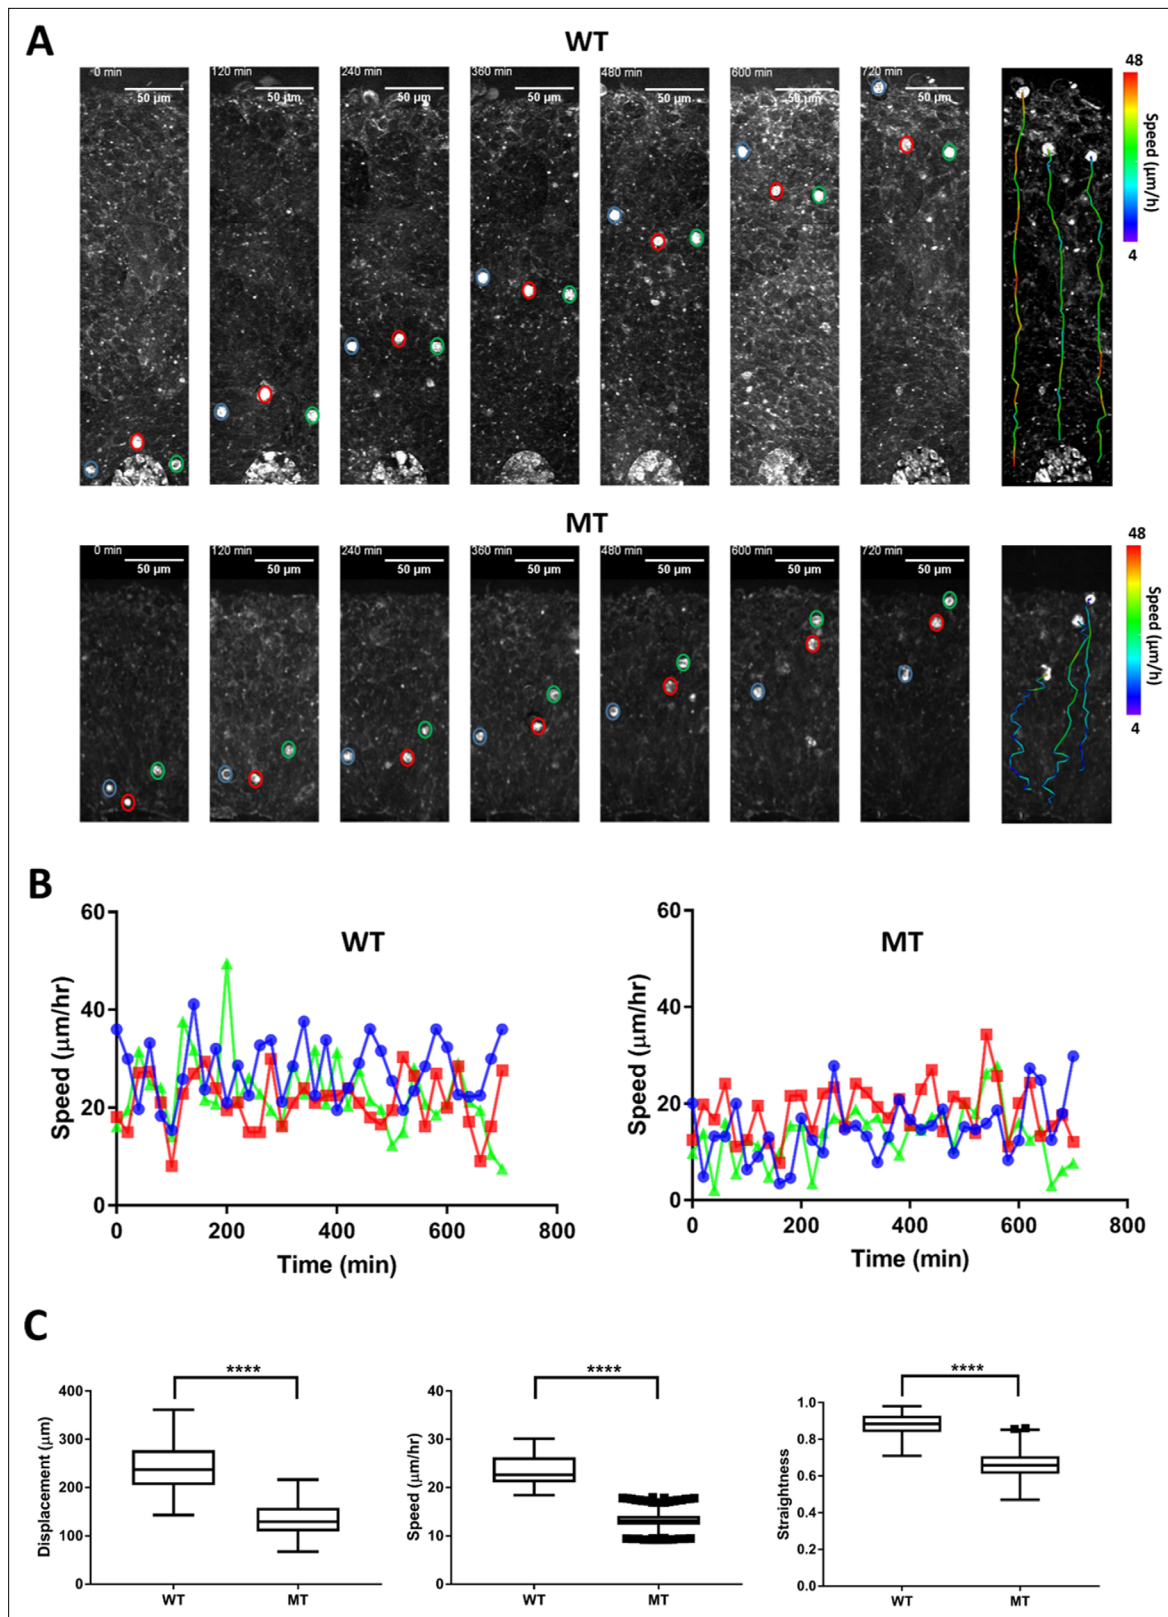 A
WT
0 min
50 µm
120 min
50 µm
240 min
50 µm
360 min
50 µm
480 min
50 µm
600 min
50 µm
720 min
50 µm
48
Speed (µm/h)
4
MT
0 min
50 µm
120 min
50 µm
240 min
50 µm
360 min
50 µm
480 min
50 µm
600 min
50 µm
720 min
50 µm
48
Speed (µm/h)
4
B
WT
Speed (µm/hr)
60
40
20
0
0 200 400 600 800
Time (min)
MT
Speed (µm/hr)
60
40
20
0
0 200 400 600 800
Time (min)
C
****
Displacement (µm)
400
300
200
100
0
WT MT
****
Speed (µm/hr)
40
30
20
10
0
WT MT
****
Straightness
1.0
0.8
0.6
0.4
0.2
0.0
WT MT